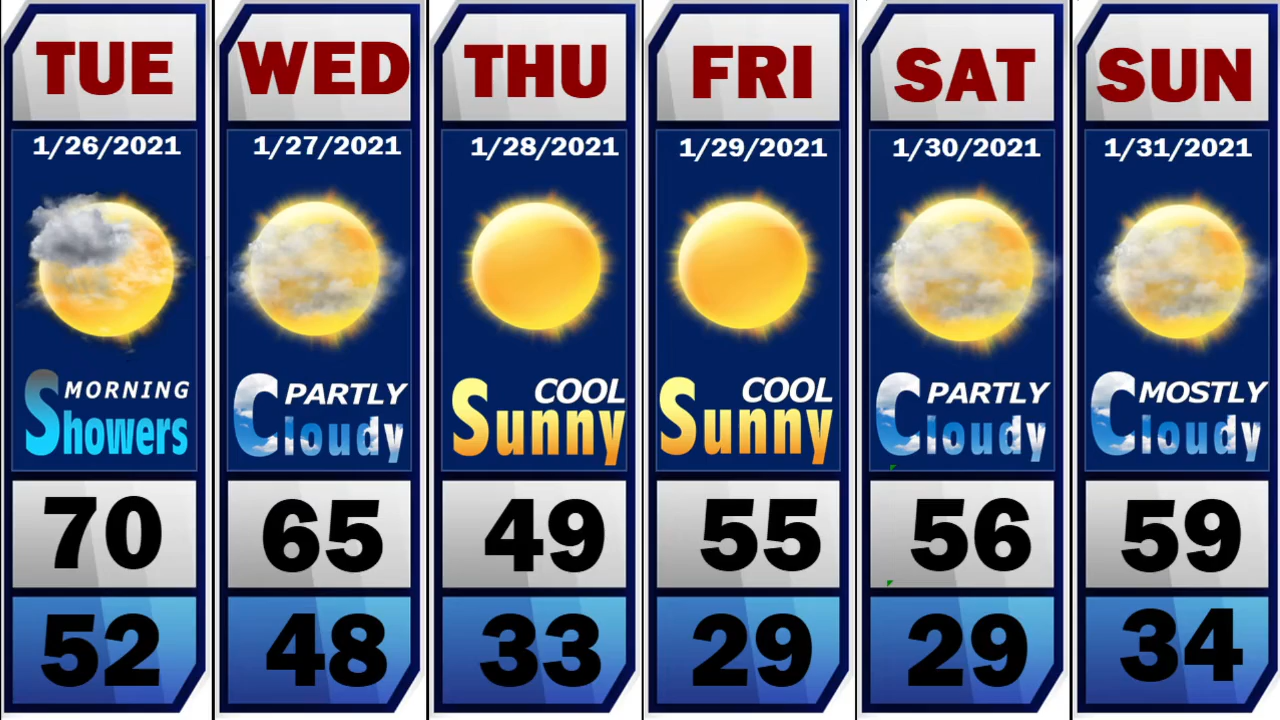 TUE
1/26/2021
MORNING
Showers
70
52
WED
1/27/2021
PARTLY
Cloudy
65
48
THU
1/28/2021
COOL
Sunny
49
33
FRI
1/29/2021
COOL
Sunny
55
29
SAT
1/30/2021
PARTLY
Cloudy
56
29
SUN
1/31/2021
MOSTLY
Cloudy
59
34